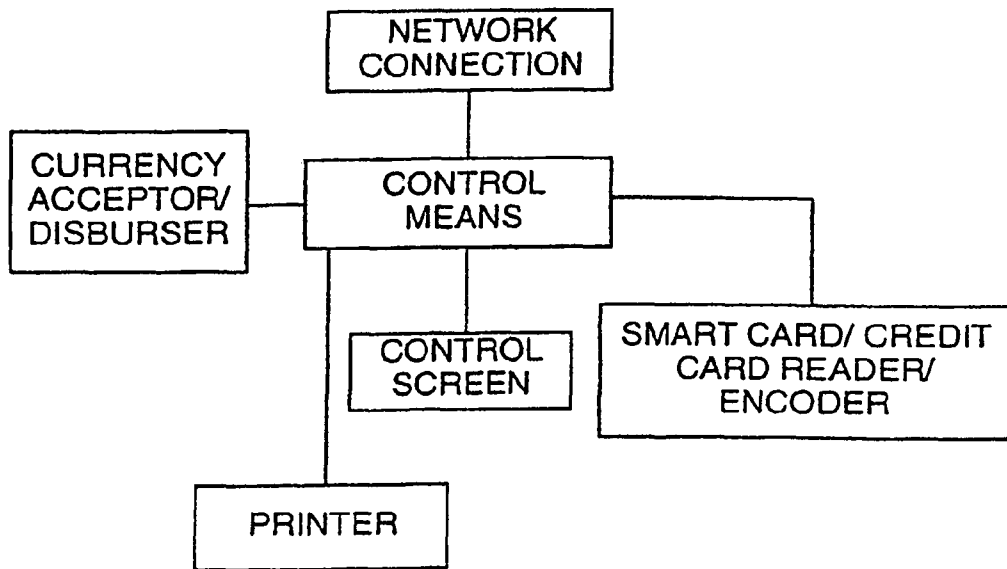 NETWORK
CONNECTION
CURRENCY
ACCEPTOR/
DISBURSER
CONTROL
MEANS
CONTROL
SCREEN
SMART CARD/ CREDIT
CARD READER/
ENCODER
PRINTER